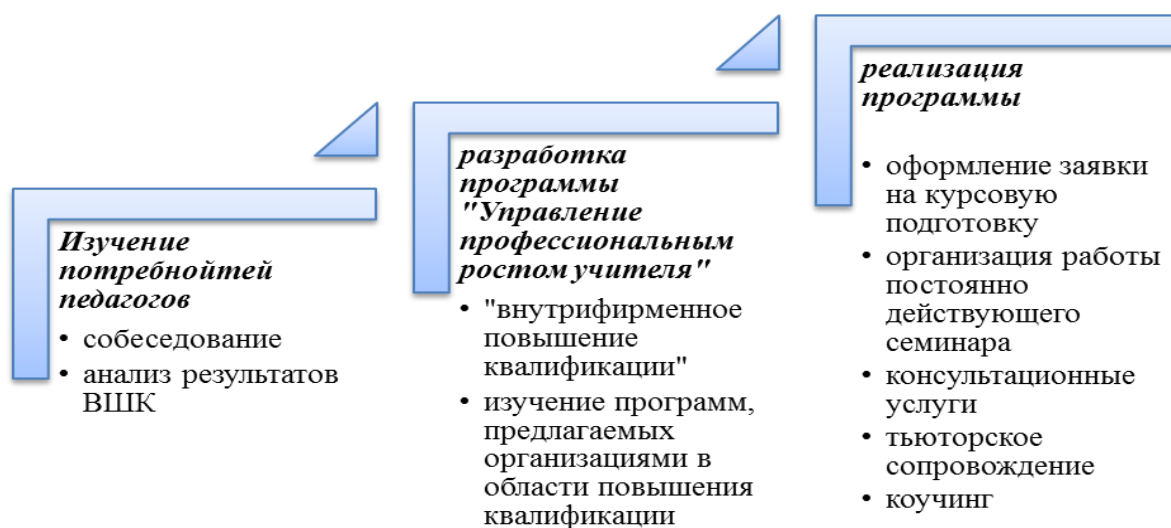 Изучение
потребнойтей
педагогов
• собеседование
• анализ результатов
ВШК
разработка
программы
"Управление
профессиональным
ростом учителя"
• "внутрифирменное
повышение
квалификации"
• изучение программ,
предлагаемых
организациями в
области повышения
квалификации
реализация
программы
• оформление заявки
на курсовую
подготовку
• организация работы
постоянно
действующего
семинара
• консультационные
услуги
• тьюторское
сопровождение
• коучинг